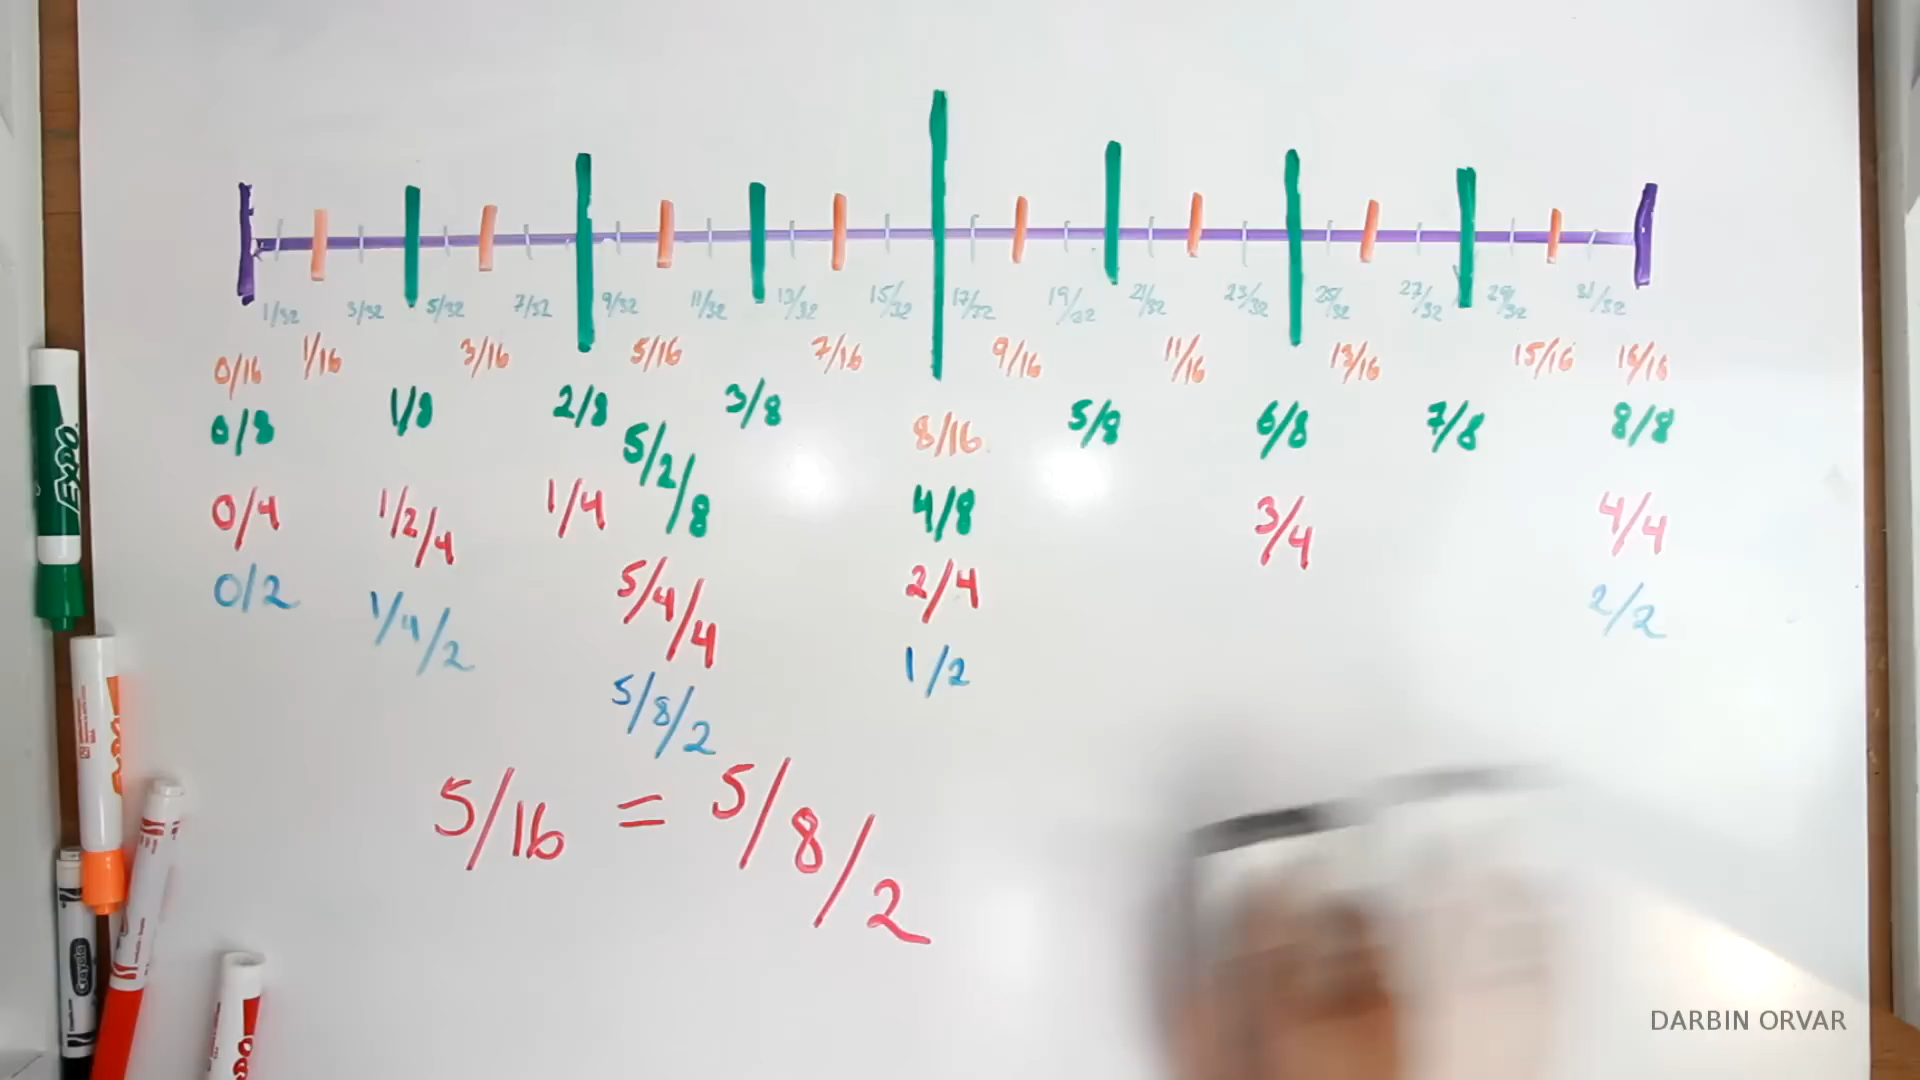 1/32 3/32 5/32 7/32 9/32 11/32 13/32 15/32 17/32 19/32 21/32 23/32 25/32 27/32 29/32 31/32
0/16 1/16 3/16 5/16 7/16 9/16 11/16 13/16 15/16 16/16
8/16
0/8 1/8 2/8 3/8 5/8 6/8 7/8 8/8
5/2/8
4/8
0/4 1/2/4 1/4 3/4 4/4
5/4/4
2/4
0/2 1/4/2 2/2
5/8/2
1/2
5/16 = 5/8/2
EXPO
Crayola
DARBIN ORVAR